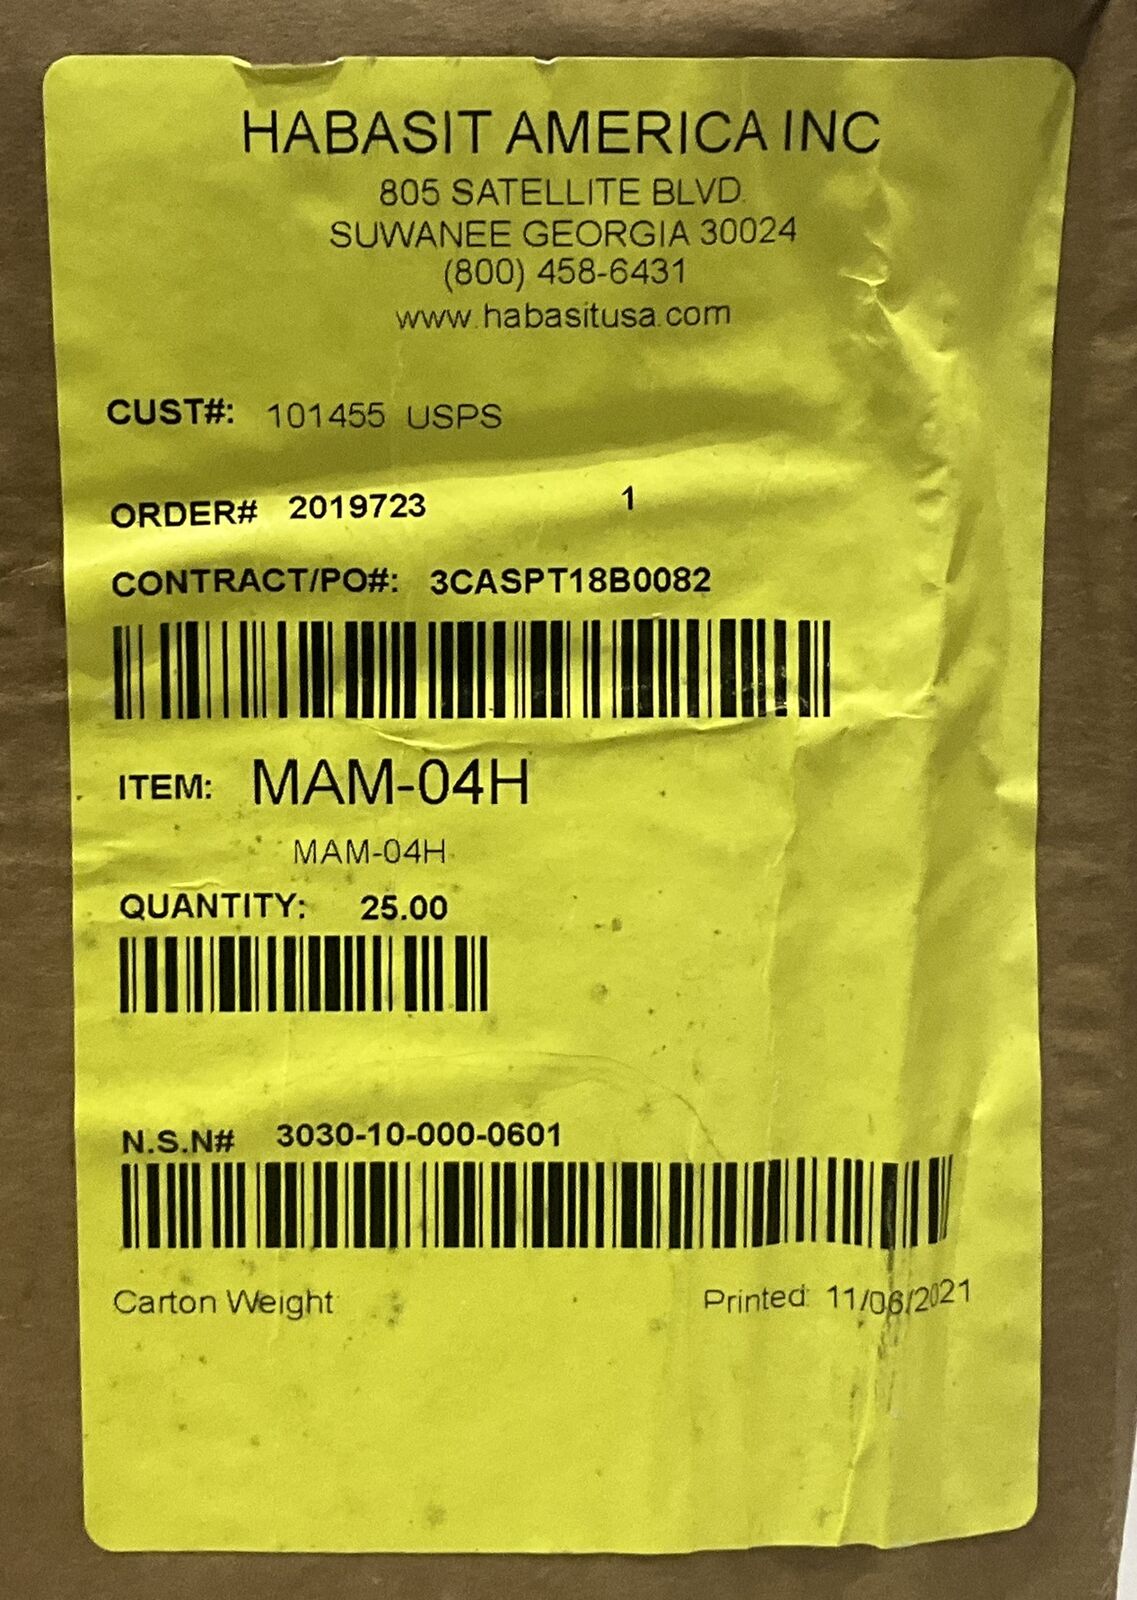 HABASIT AMERICA INC
805 SATELLITE BLVD.
SUWANEE GEORGIA 30024
(800) 458-6431
www.habasitusa.com
CUST#: 101455 USPS
ORDER# 2019723 1
CONTRACT/PO#: 3CASPT18B0082
ITEM: MAM-04H
MAM-04H
QUANTITY: 25.00
N.S.N# 3030-10-000-0601
Carton Weight
Printed: 11/06/2021